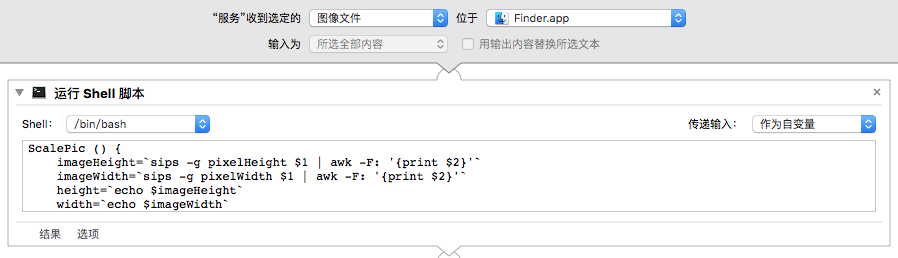 “服务”收到选定的 图像文件 位于 Finder.app
输入为 所选全部内容 用输出内容替换所选文本
运行 Shell 脚本
Shell: /bin/bash 传递输入: 作为自变量
ScalePic () {
    imageHeight=`sips -g pixelHeight $1 | awk -F: '{print $2}'`
    imageWidth=`sips -g pixelWidth $1 | awk -F: '{print $2}'`
    height=`echo $imageHeight`
    width=`echo $imageWidth`
结果 选项